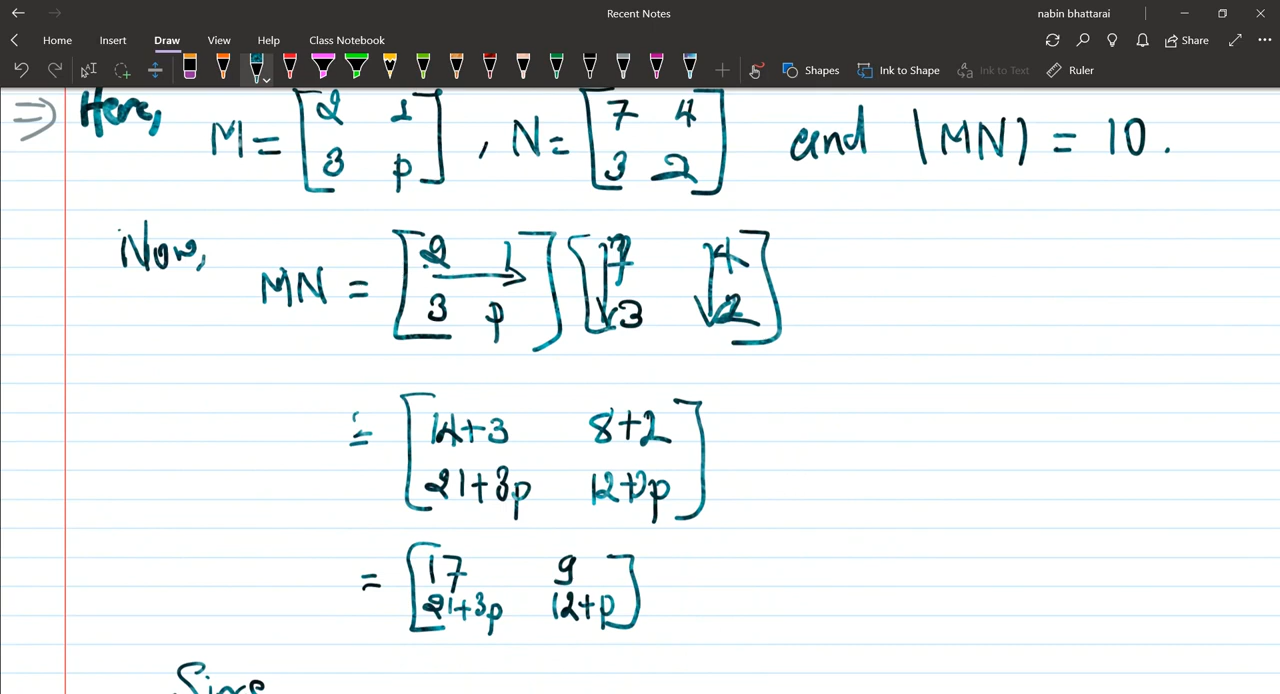 Recent Notes nabin bhattarai
Home Insert Draw View Help Class Notebook Share
Shapes Ink to Shape Ink to Text Ruler
⇒ Here, M = [2 1
3 p], N = [7 4
3 2] and |MN| = 10.
Now,
MN = [2 1
3 p] [7 4
3 2]
= [14+3 8+2
21+3p 12+2p]
= [17 9
21+3p 12+p]
Since